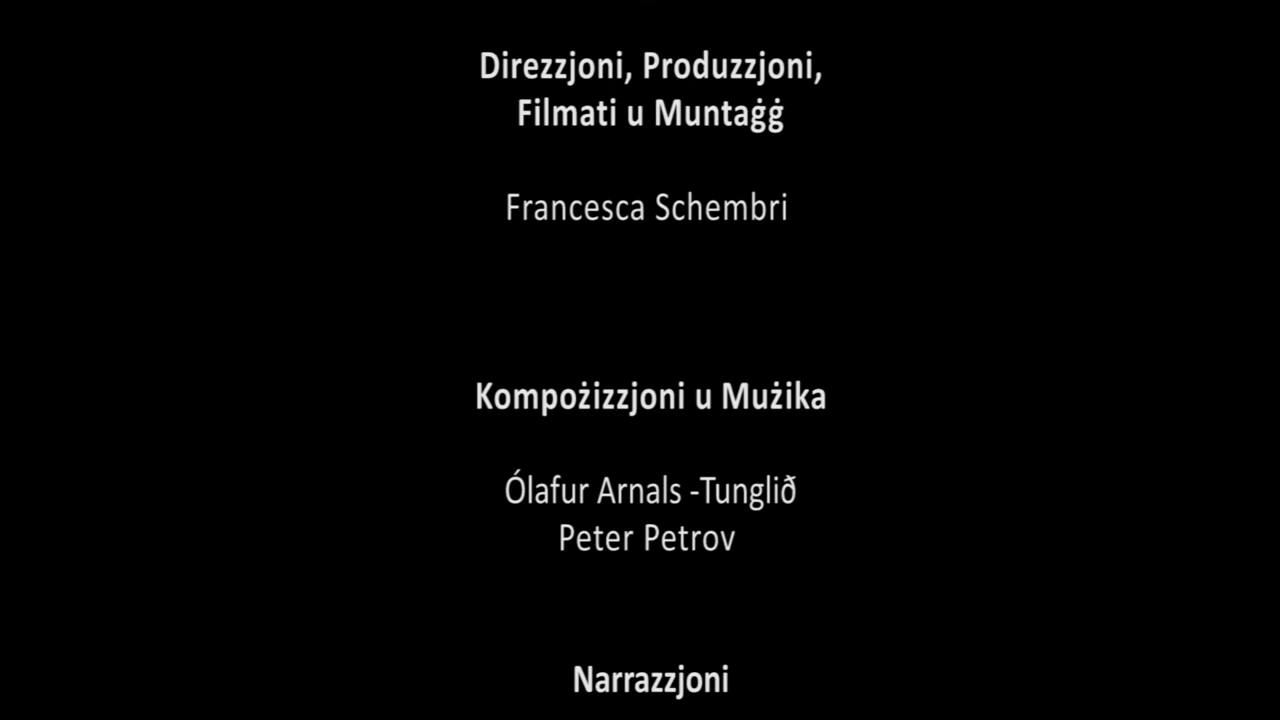 Direzzjoni, Produzzjoni,
Filmati u Muntaġġ
Francesca Schembri
Kompożizzjoni u Mużika
Ólafur Arnals -Tunglið
Peter Petrov
Narrazzjoni